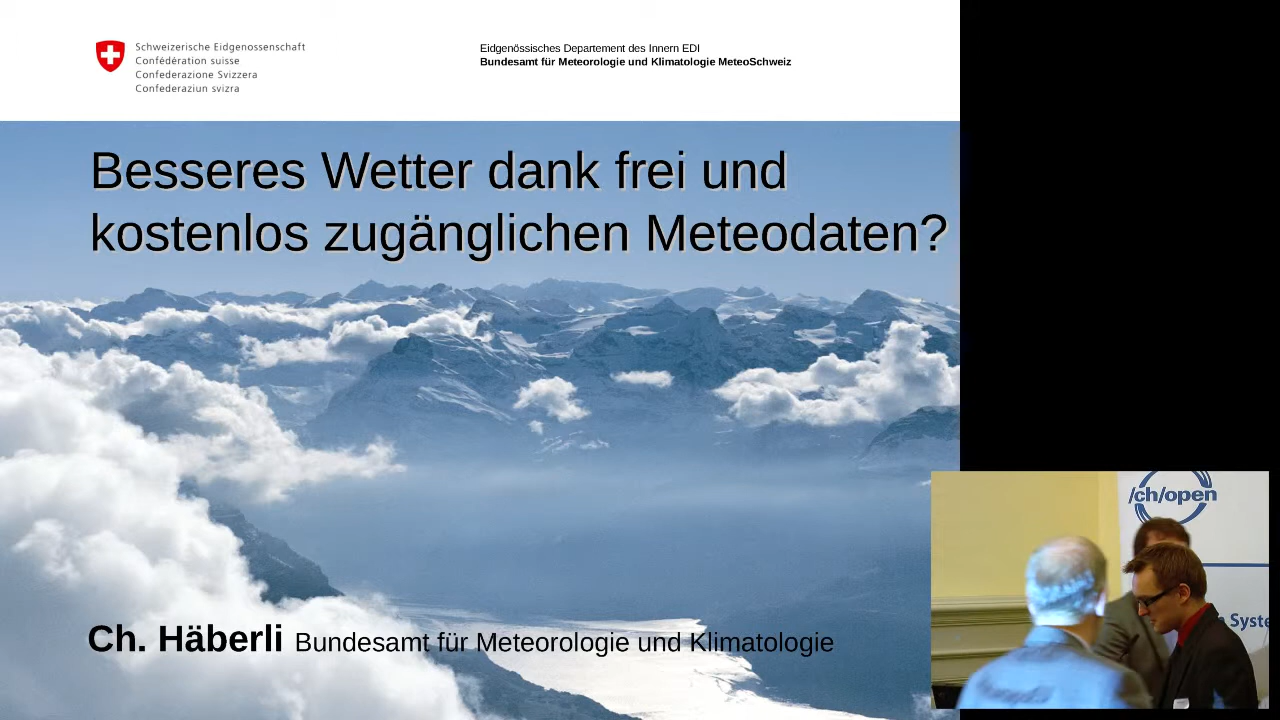 Schweizerische Eidgenossenschaft
Confédération suisse
Confederazione Svizzera
Confederaziun svizra
Eidgenössisches Departement des Innern EDI
Bundesamt für Meteorologie und Klimatologie MeteoSchweiz
Besseres Wetter dank frei und
kostenlos zugänglichen Meteodaten?
Ch. Häberli Bundesamt für Meteorologie und Klimatologie
/ch/open